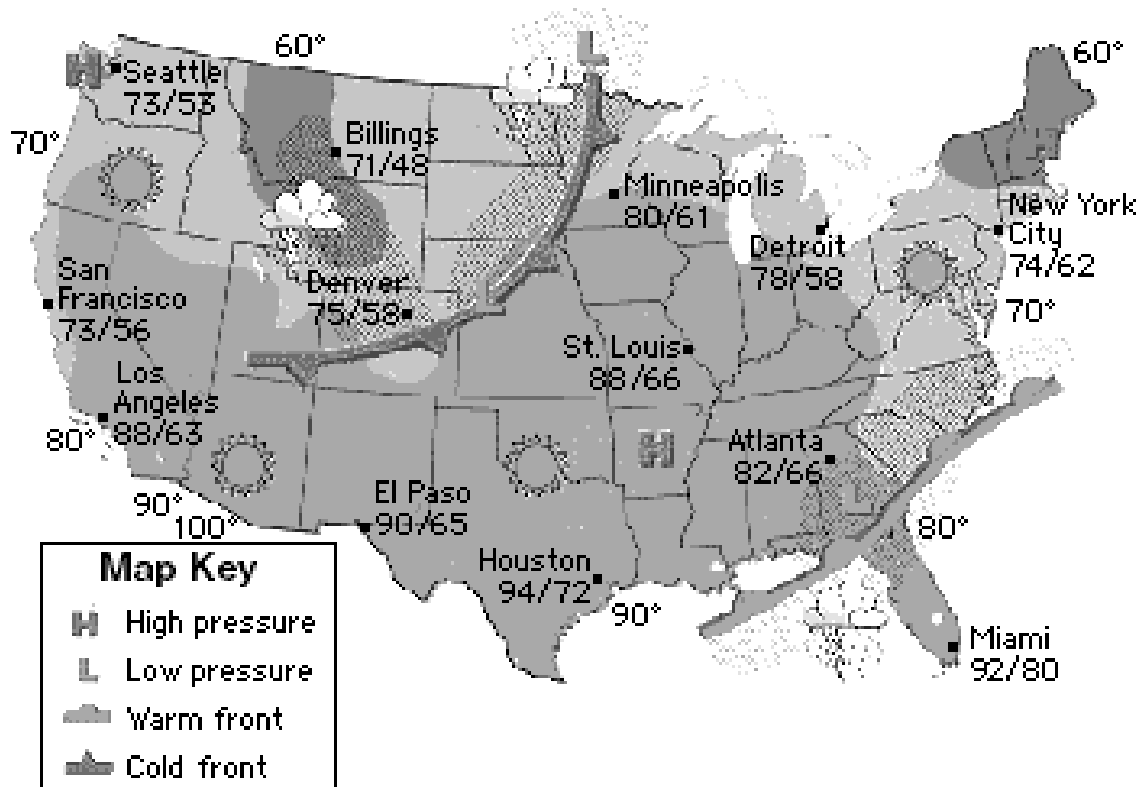 60°
H
L
60°
Seattle
73/53
70°
Billings
71/48
Minneapolis
80/61
New York
City
74/62
Detroit
78/58
San
Francisco
73/56
Denver
75/58
70°
St. Louis
88/66
Los
Angeles
88/63
80°
H
Atlanta
82/66
L
90°
100°
El Paso
90/65
80°
Houston
94/72
90°
Miami
92/80
Map Key
H High pressure
L Low pressure
Warm front
Cold front